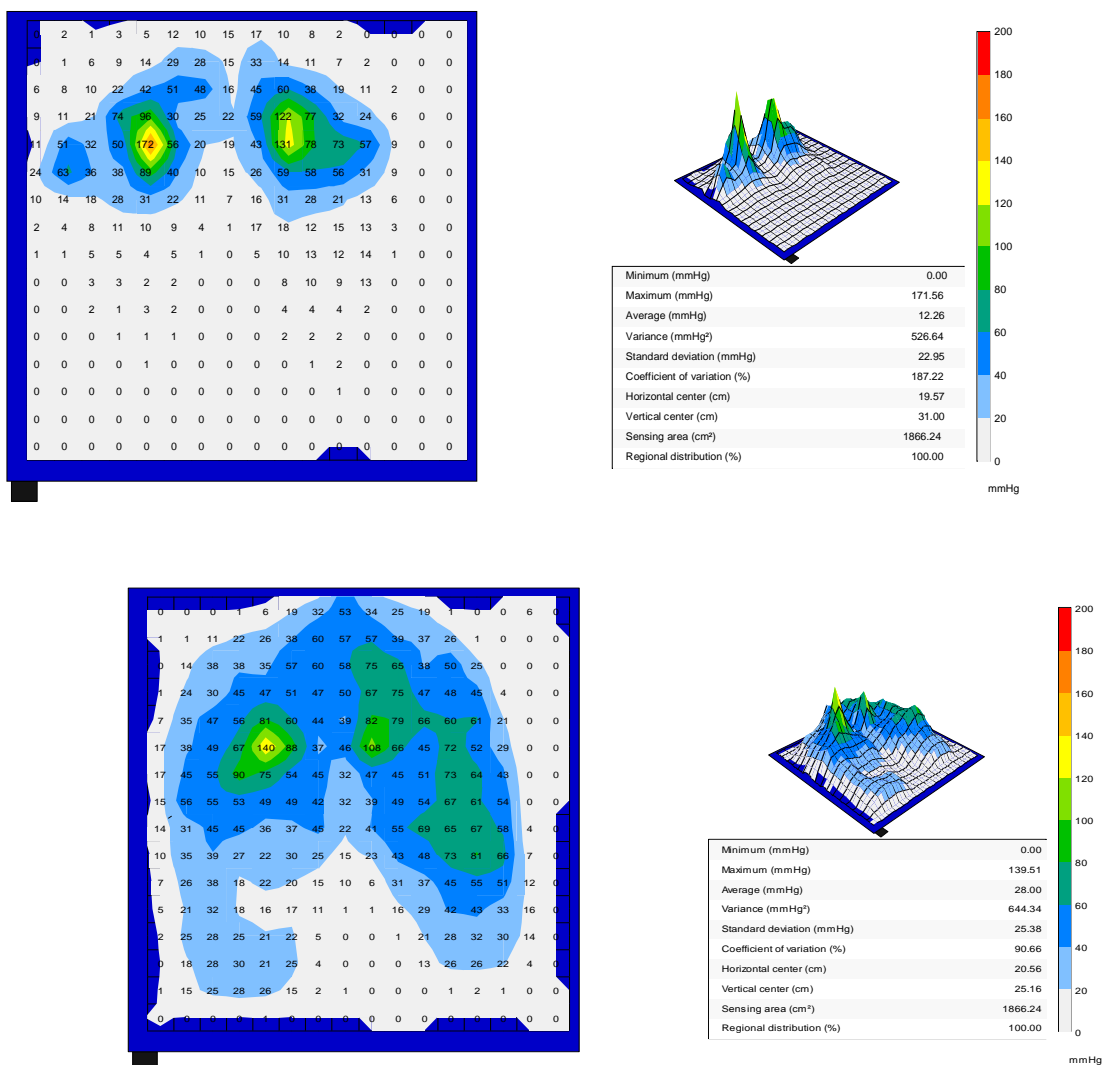 0 2 1 3 5 12 10 15 17 10 8 2 0 0 0 0
0 1 6 9 14 29 28 15 33 14 11 7 2 0 0 0
6 8 10 22 42 51 48 16 45 60 38 19 11 2 0 0
9 11 21 74 96 30 25 22 59 122 77 32 24 6 0 0
11 51 32 50 172 56 20 19 43 131 78 73 57 9 0 0
24 63 36 38 89 40 10 15 26 59 58 56 31 9 0 0
10 14 18 28 31 22 11 7 16 31 28 21 13 6 0 0
2 4 8 11 10 9 4 1 17 18 12 15 13 3 0 0
1 1 5 5 4 5 1 0 5 10 13 12 14 1 0 0
0 0 3 3 2 2 0 0 0 8 10 9 13 0 0 0
0 0 2 1 3 2 0 0 0 4 4 4 2 0 0 0
0 0 0 1 1 1 0 0 0 2 2 2 0 0 0 0
0 0 0 0 1 0 0 0 0 0 1 2 0 0 0 0
0 0 0 0 0 0 0 0 0 0 0 1 0 0 0 0
0 0 0 0 0 0 0 0 0 0 0 0 0 0 0 0
0 0 0 0 0 0 0 0 0 0 0 0 0 0 0 0
Minimum (mmHg) 0.00
Maximum (mmHg) 171.56
Average (mmHg) 12.26
Variance (mmHg²) 526.64
Standard deviation (mmHg) 22.95
Coefficient of variation (%) 187.22
Horizontal center (cm) 19.57
Vertical center (cm) 31.00
Sensing area (cm²) 1866.24
Regional distribution (%) 100.00
200
180
160
140
120
100
80
60
40
20
0
mmHg
0 0 0 1 6 19 32 53 34 25 19 1 0 0 6 0
1 1 11 22 26 38 60 57 57 39 37 26 1 0 0 0
0 14 38 38 35 57 60 58 75 65 38 50 25 0 0 0
1 24 30 45 47 51 47 50 67 75 47 48 45 4 0 0
7 35 47 56 81 60 44 39 82 79 66 60 61 21 0 0
17 38 49 67 140 88 37 46 108 66 45 72 52 29 0 0
17 45 55 90 75 54 45 32 47 45 51 73 64 43 0 0
15 56 55 53 49 49 42 32 39 49 54 67 61 54 0 0
14 31 45 45 36 37 45 22 41 55 69 65 67 58 4 0
10 35 39 27 22 30 25 15 23 43 48 73 81 66 7 0
7 26 38 18 22 20 15 10 6 31 37 45 55 51 12 0
5 21 32 18 16 17 11 1 1 16 29 42 43 33 16 0
2 25 28 25 21 22 5 0 0 1 21 28 32 30 14 0
0 18 28 30 21 25 4 0 0 0 13 26 26 22 4 0
1 15 25 28 26 15 2 1 0 0 0 1 2 1 0 0
0 0 0 0 1 0 0 0 0 0 0 0 0 0 0 0
Minimum (mmHg) 0.00
Maximum (mmHg) 139.51
Average (mmHg) 28.00
Variance (mmHg²) 644.34
Standard deviation (mmHg) 25.38
Coefficient of variation (%) 90.66
Horizontal center (cm) 20.56
Vertical center (cm) 25.16
Sensing area (cm²) 1866.24
Regional distribution (%) 100.00
200
180
160
140
120
100
80
60
40
20
0
mmHg